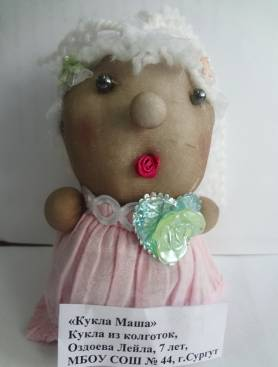 «Кукла Маша»
Кукла из колготок,
Оздоева Лейла, 7 лет,
МБОУ СОШ № 44, г.Сургут